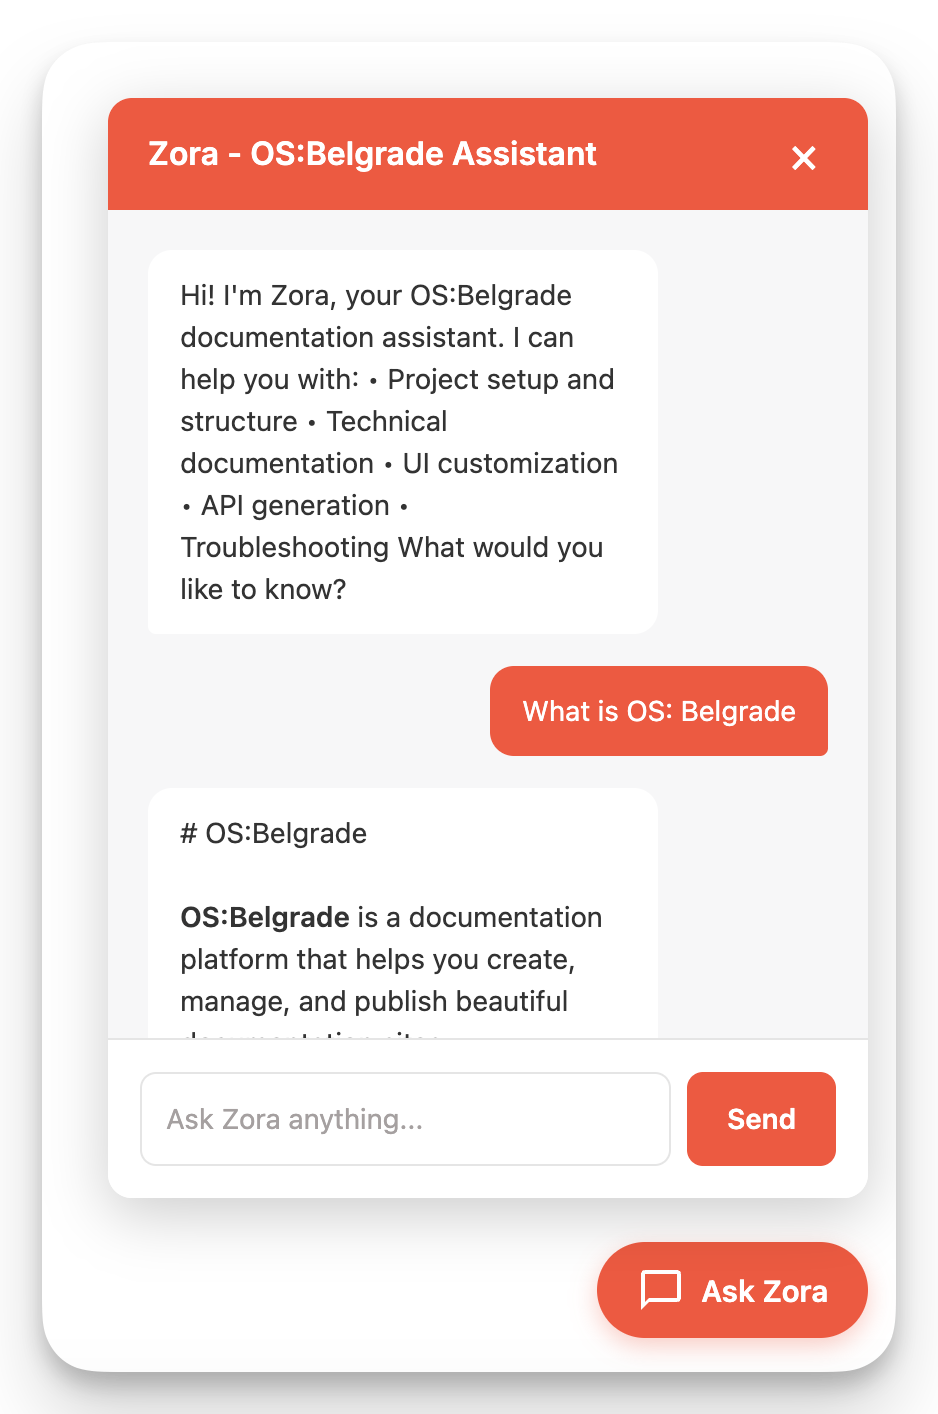 Zora - OS:Belgrade Assistant
Hi! I'm Zora, your OS:Belgrade
documentation assistant. I can
help you with: • Project setup and
structure • Technical
documentation • UI customization
• API generation •
Troubleshooting What would you
like to know?
What is OS: Belgrade
# OS:Belgrade
OS:Belgrade is a documentation
platform that helps you create,
manage, and publish beautiful
Ask Zora anything...
Send
Ask Zora